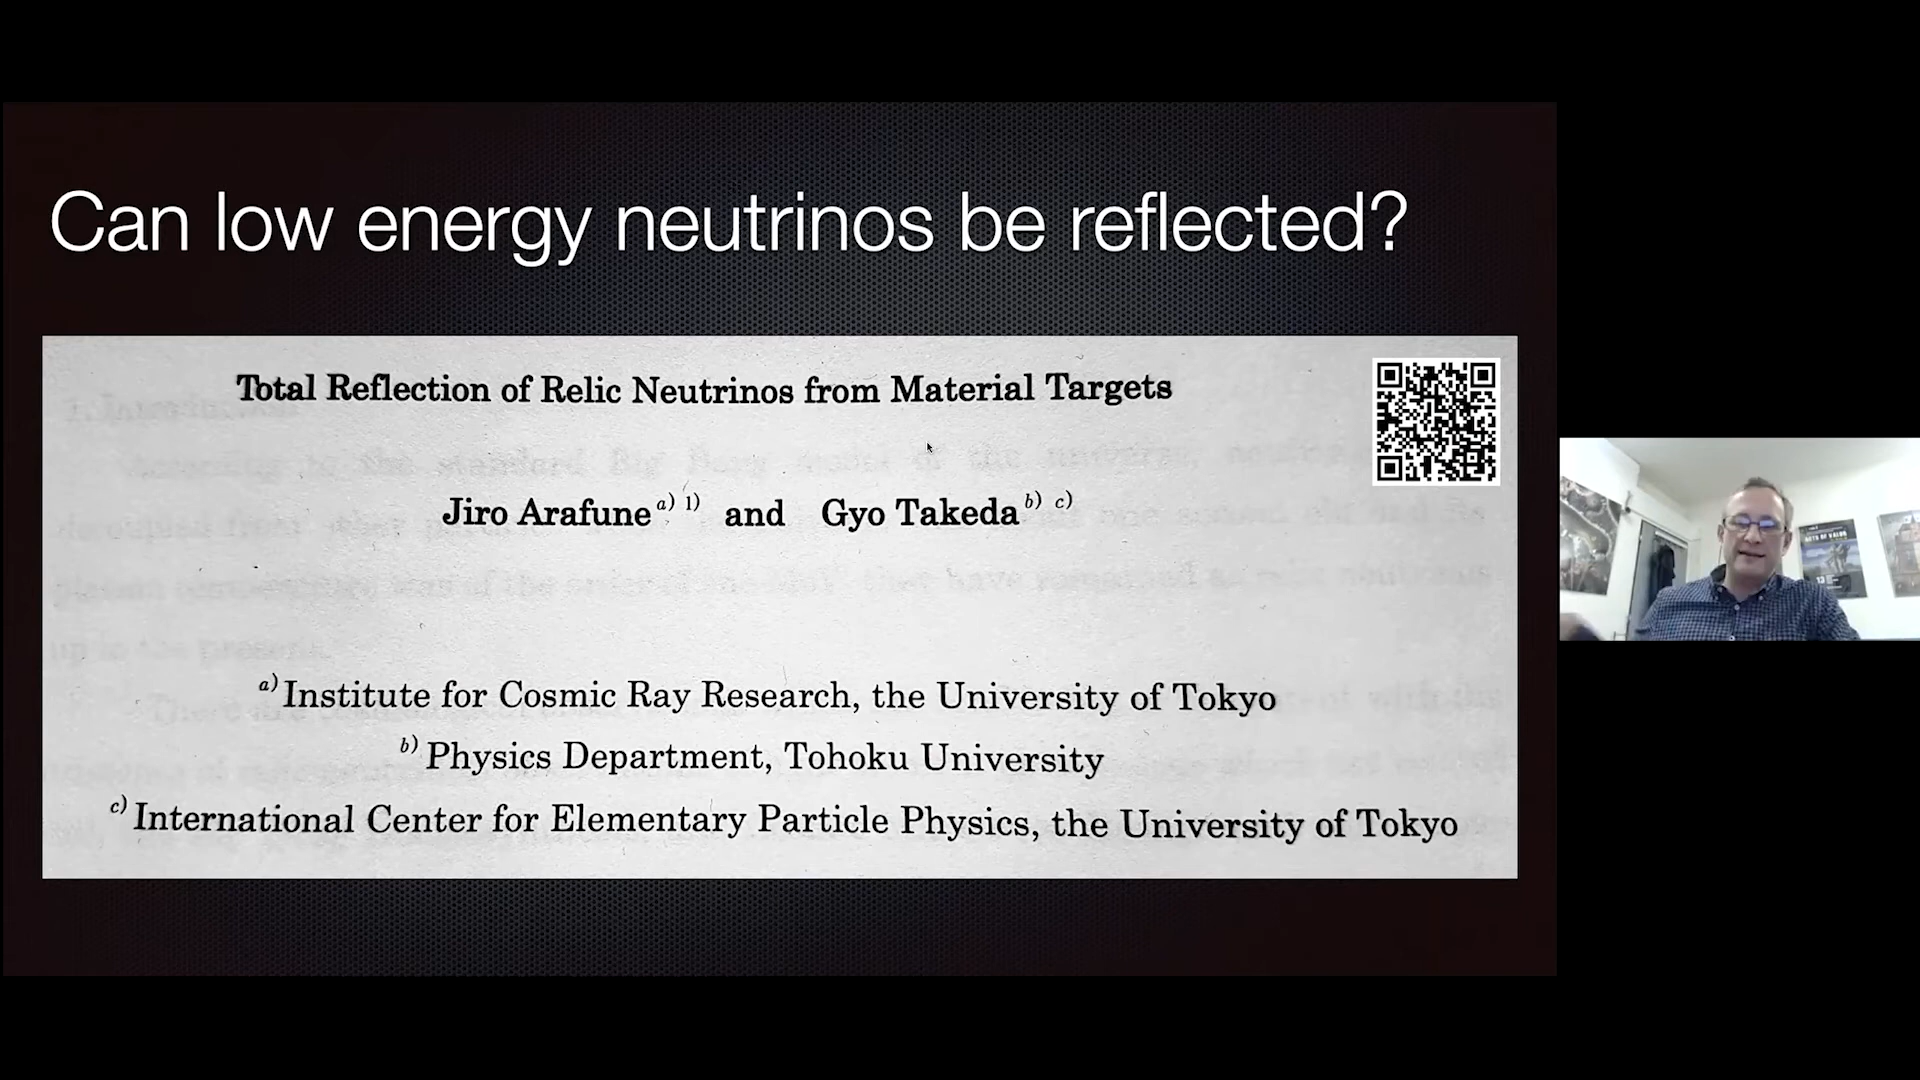 Can low energy neutrinos be reflected?
Total Reflection of Relic Neutrinos from Material Targets
Jiro Arafune a) 1) and Gyo Takeda b) c)
a) Institute for Cosmic Ray Research, the University of Tokyo
b) Physics Department, Tohoku University
c) International Center for Elementary Particle Physics, the University of Tokyo